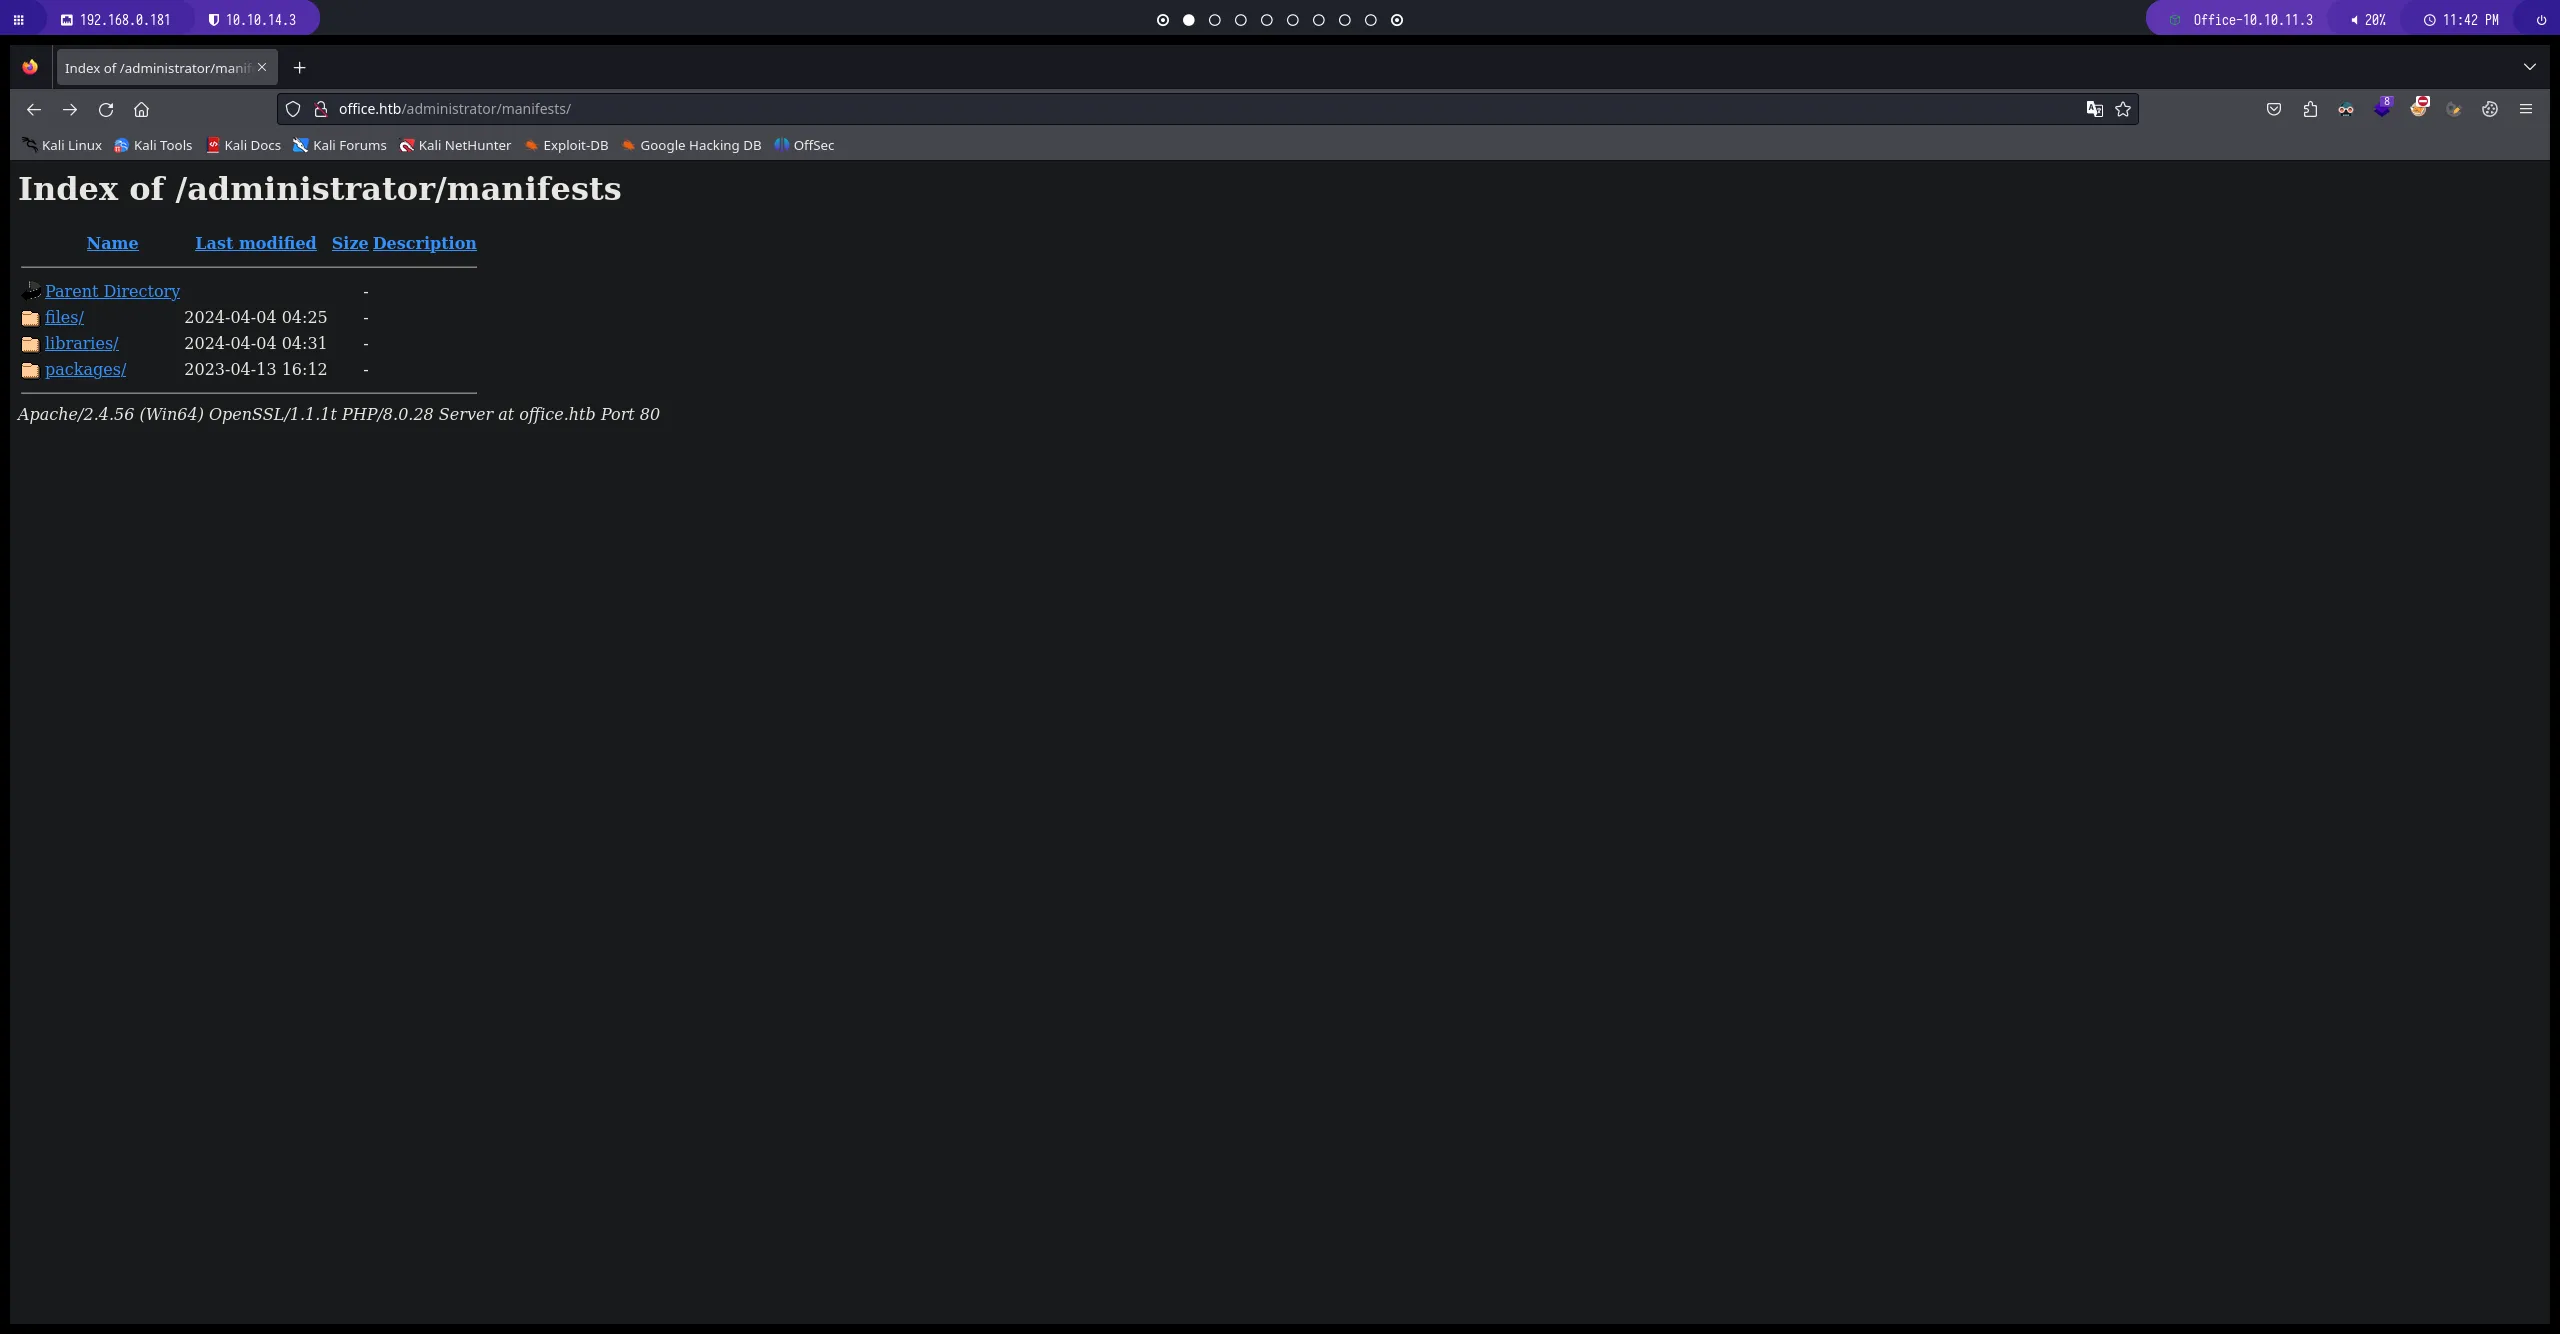 192.168.0.181 10.10.14.3 Office-10.10.11.3 20% 11:42 PM
Index of /administrator/manif
office.htb/administrator/manifests/
8
Kali Linux Kali Tools Kali Docs Kali Forums Kali NetHunter Exploit-DB Google Hacking DB OffSec
Index of /administrator/manifests
Name Last modified Size Description
Parent Directory -
files/ 2024-04-04 04:25 -
libraries/ 2024-04-04 04:31 -
packages/ 2023-04-13 16:12 -
Apache/2.4.56 (Win64) OpenSSL/1.1.1t PHP/8.0.28 Server at office.htb Port 80